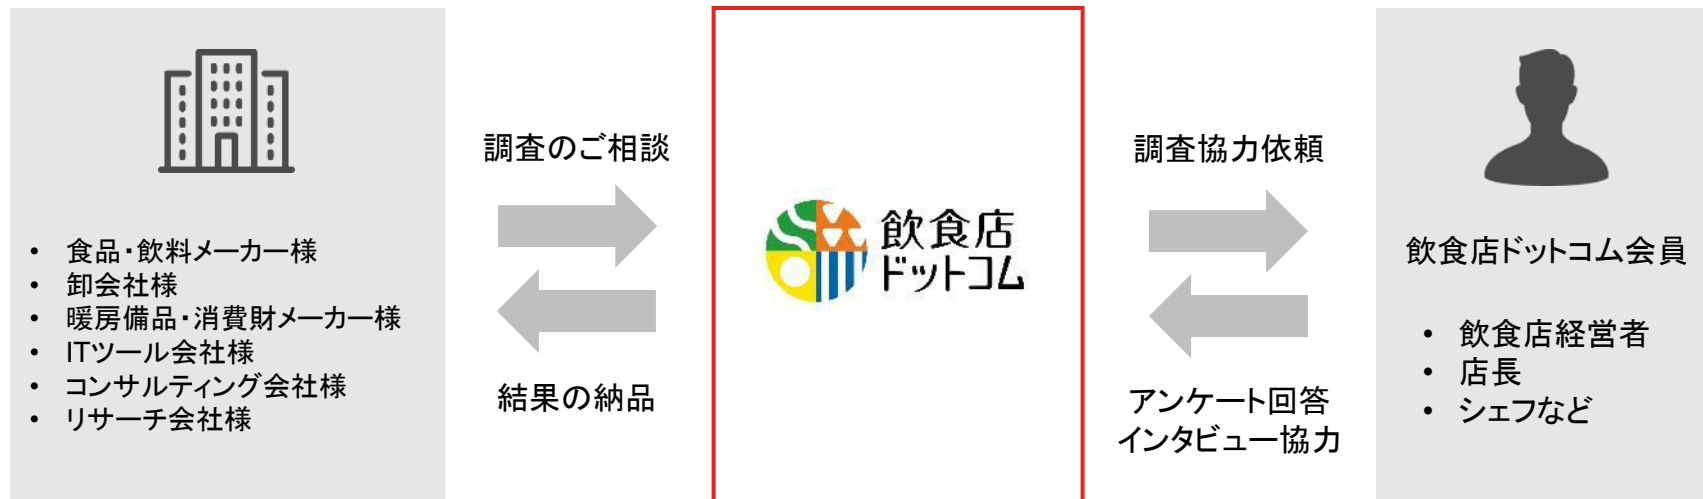 • 食品・飲料メーカー様
• 卸会社様
• 暖房備品・消費財メーカー様
• ITツール会社様
• コンサルティング会社様
• リサーチ会社様
調査のご相談
結果の納品
飲食店
ドットコム
調査協力依頼
アンケート回答
インタビュー協力
飲食店ドットコム会員
• 飲食店経営者
• 店長
• シェフなど